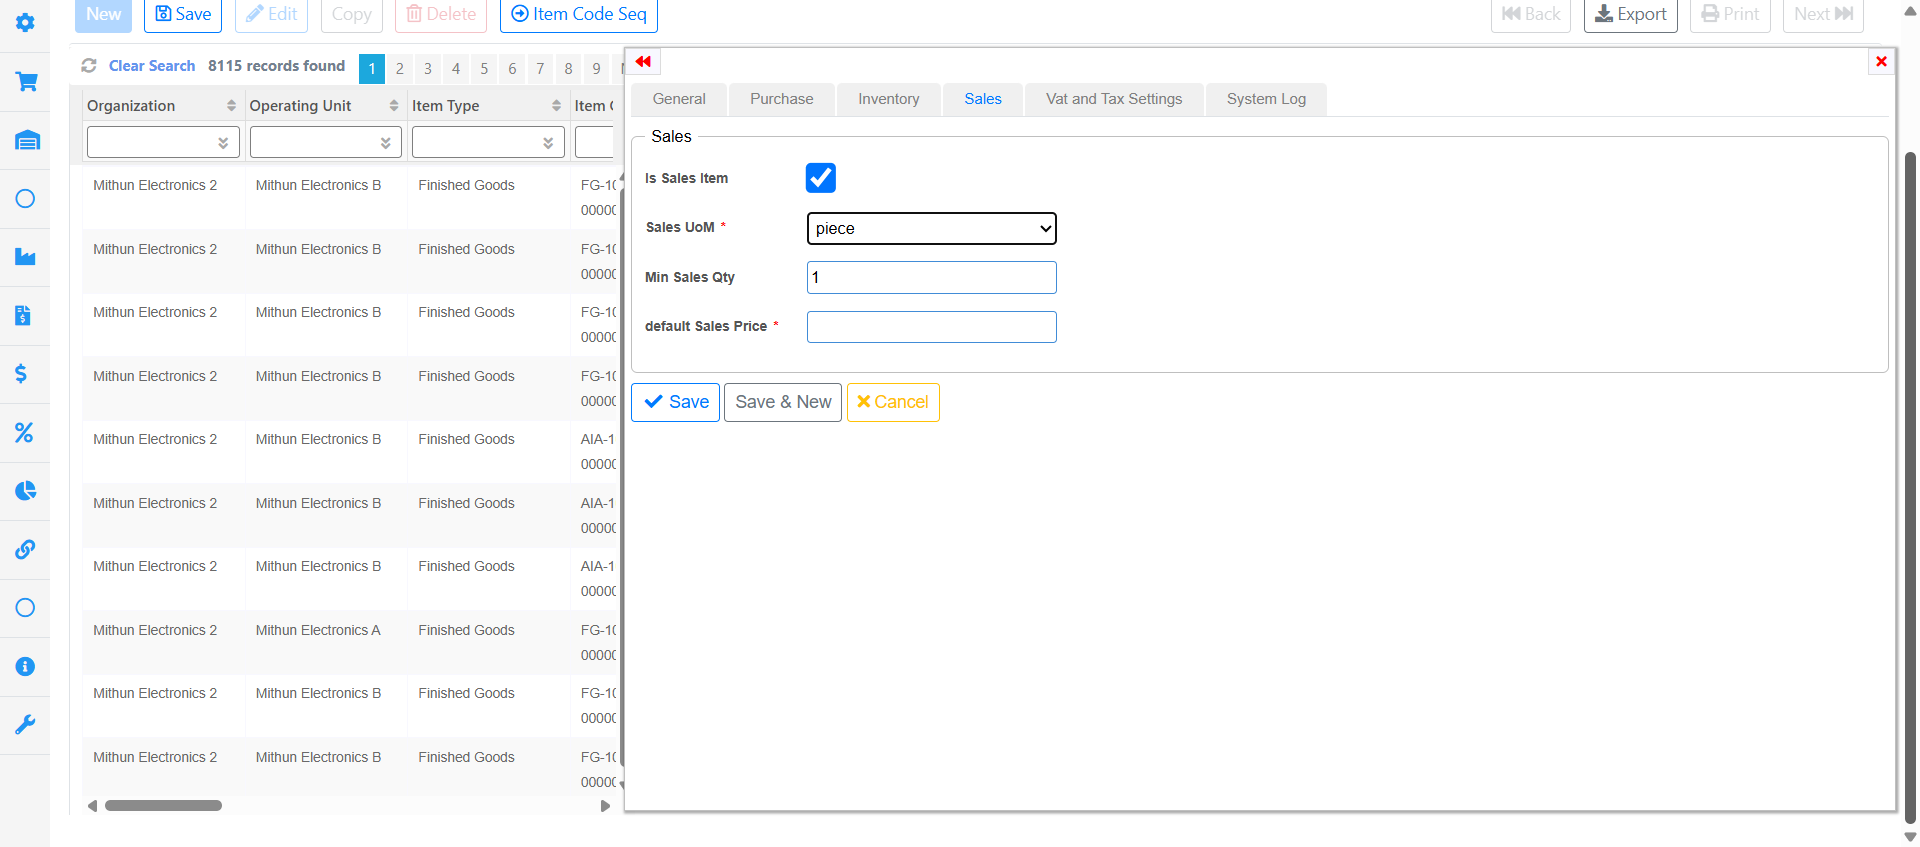 New Save Edit Copy Delete Item Code Seq Back Export Print Next
Clear Search 8115 records found 1 2 3 4 5 6 7 8 9
Organization Operating Unit Item Type Item
Mithun Electronics 2 Mithun Electronics B Finished Goods FG-10
0000
Mithun Electronics 2 Mithun Electronics B Finished Goods FG-10
0000
Mithun Electronics 2 Mithun Electronics B Finished Goods FG-10
0000
Mithun Electronics 2 Mithun Electronics B Finished Goods FG-10
0000
Mithun Electronics 2 Mithun Electronics B Finished Goods AIA-1
0000
Mithun Electronics 2 Mithun Electronics B Finished Goods AIA-1
0000
Mithun Electronics 2 Mithun Electronics B Finished Goods AIA-1
0000
Mithun Electronics 2 Mithun Electronics A Finished Goods FG-10
0000
Mithun Electronics 2 Mithun Electronics B Finished Goods FG-10
0000
Mithun Electronics 2 Mithun Electronics B Finished Goods FG-10
0000
General Purchase Inventory Sales Vat and Tax Settings System Log
Sales
Is Sales Item
Sales UoM * piece
Min Sales Qty 1
default Sales Price *
Save Save & New Cancel